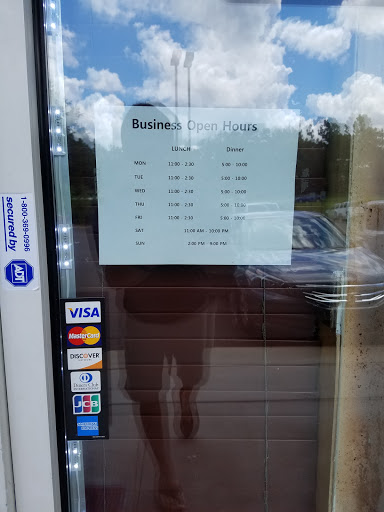 Business Open Hours
LUNCH Dinner
MON 11:00 - 2:30 5:00 - 10:00
TUE 11:00 - 2:30 5:00 - 10:00
WED 11:00 - 2:30 5:00 - 10:00
THU 11:00 - 2:30 5:00 - 10:00
FRI 11:00 - 2:30 5:00 - 10:00
SAT 11:00 AM - 10:00 PM
SUN 2:00 PM - 9:00 PM
1-800-369-0996
secured by
ADT
VISA
MasterCard
DISCOVER
Diners Club
INTERNATIONAL
JCB
AMERICAN
EXPRESS